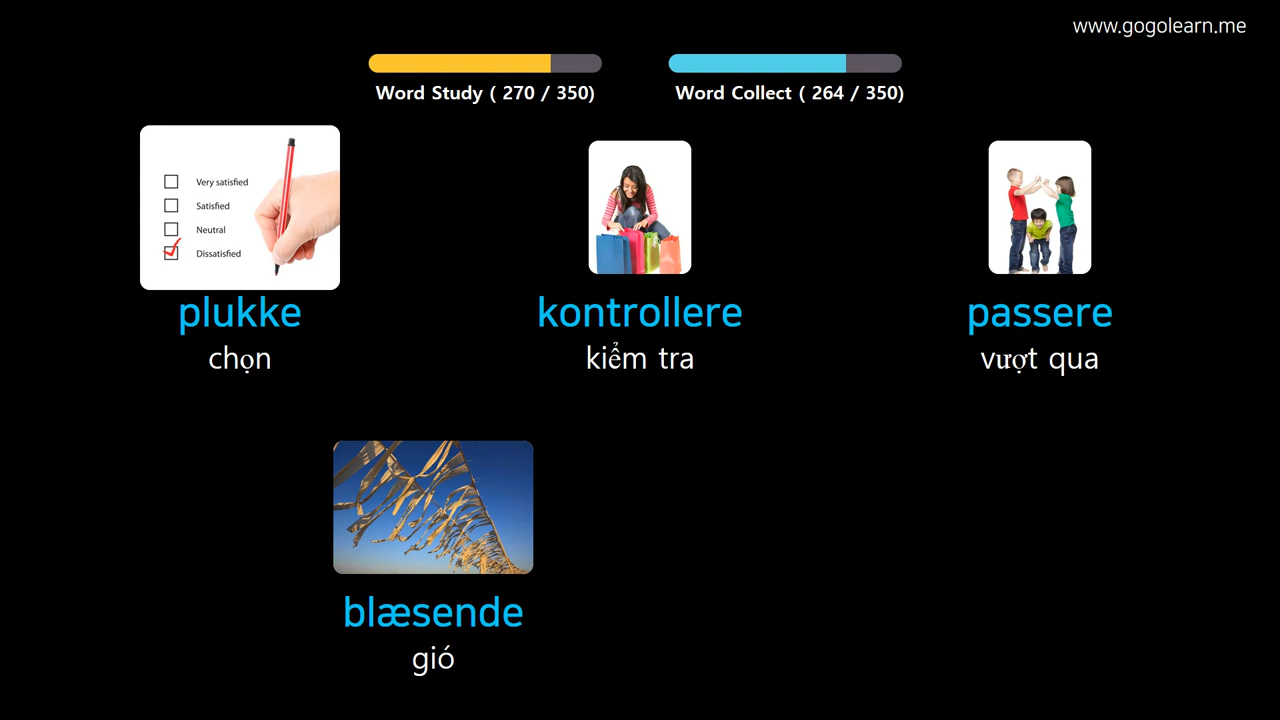 www.gogolearn.me
Word Study ( 270 / 350)
Word Collect ( 264 / 350)
Very satisfied
Satisfied
Neutral
Dissatisfied
plukke
kontrollere
passere
chọn
kiểm tra
vượt qua
blæsende
gió